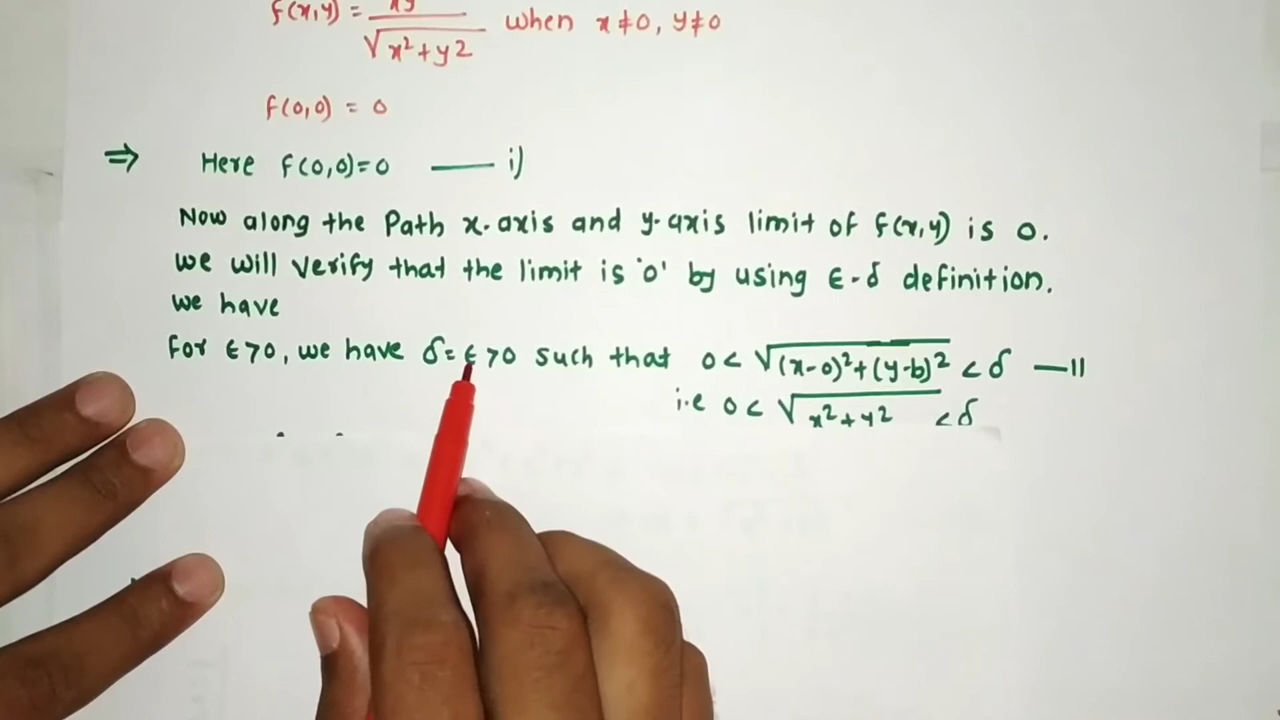 f(x,y) = xy / √x²+y2 when x≠0, y≠0
f(0,0) = 0
⇒ Here f(0,0)=0 —— i)
Now along the Path x-axis and y-axis limit of f(x,y) is 0.
we will verify that the limit is '0' by using ε-δ definition.
we have
For ε>0, we have δ=ε>0 such that 0< √(x-0)²+(y-b)² <δ —11
i.e 0< √x²+y2 <δ